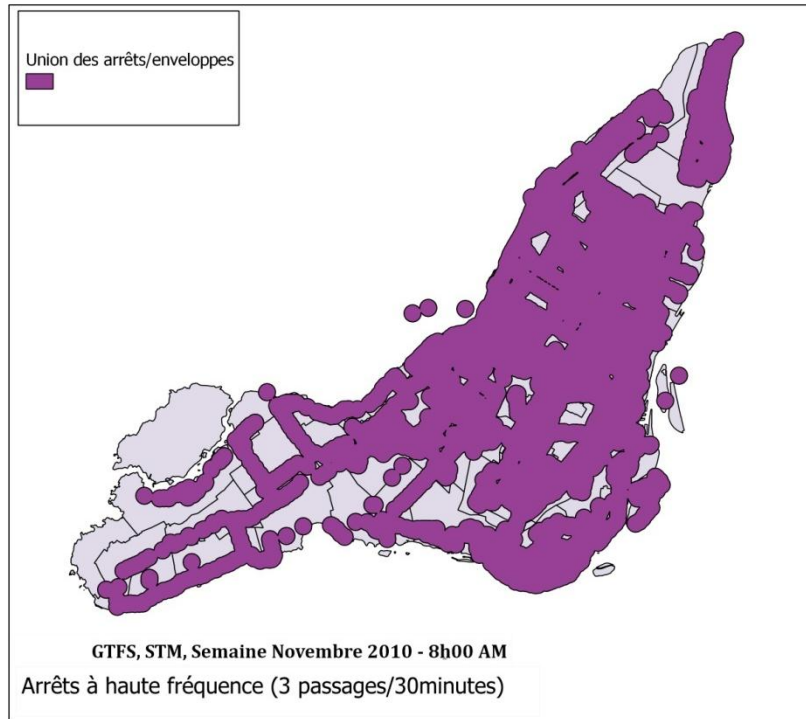 Union des arrêts/enveloppes
GTFS, STM, Semaine Novembre 2010 - 8h00 AM
Arrêts à haute fréquence (3 passages/30minutes)